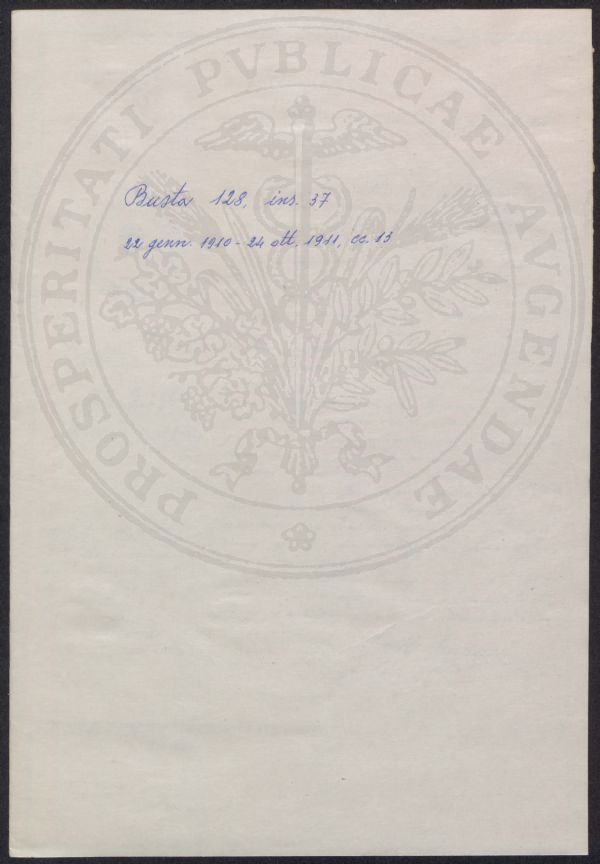 Busta 128, ins. 37
22 genn. 1910 - 24 ott. 1911, cc. 13
PROSPERITATI PVBLICAE AVGENDAE